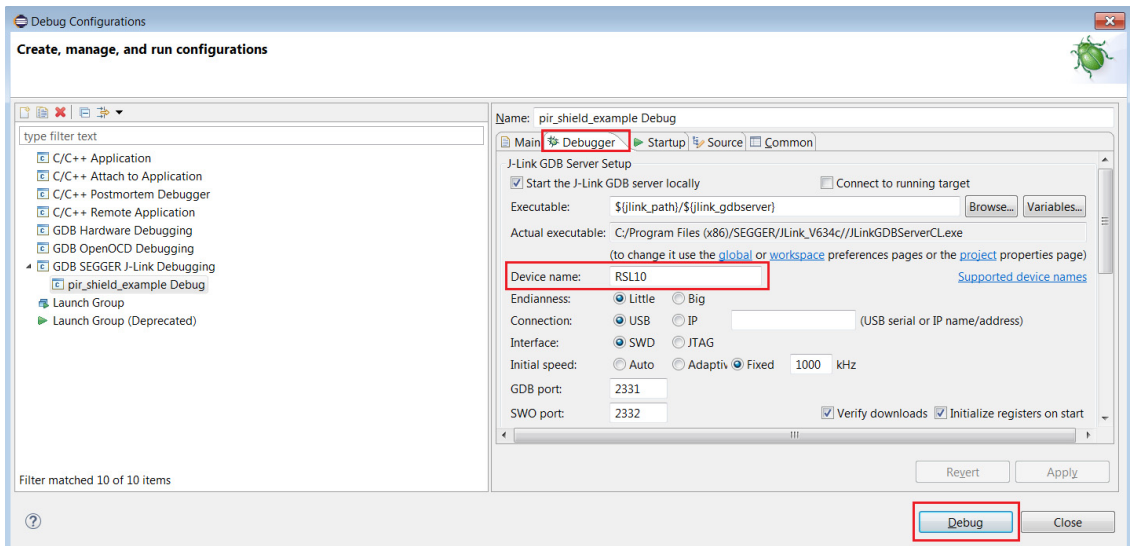 Debug Configurations
Create, manage, and run configurations
type filter text
C/C++ Application
C/C++ Attach to Application
C/C++ Postmortem Debugger
C/C++ Remote Application
GDB Hardware Debugging
GDB OpenOCD Debugging
GDB SEGGER J-Link Debugging
pir_shield_example Debug
Launch Group
Launch Group (Deprecated)
Filter matched 10 of 10 items
Name: pir_shield_example Debug
Main Debugger Startup Source Common
J-Link GDB Server Setup
Start the J-Link GDB server locally Connect to running target
Executable: ${jlink_path}/${jlink_gdbserver} Browse... Variables...
Actual executable: C:/Program Files (x86)/SEGGER/JLink_V634c//JLinkGDBServerCL.exe
(to change it use the global or workspace preferences pages or the project properties page)
Device name: RSL10 Supported device names
Endianness: Little Big
Connection: USB IP (USB serial or IP name/address)
Interface: SWD JTAG
Initial speed: Auto Adaptiv Fixed 1000 kHz
GDB port: 2331
SWO port: 2332 Verify downloads Initialize registers on start
Revert Apply
Debug Close